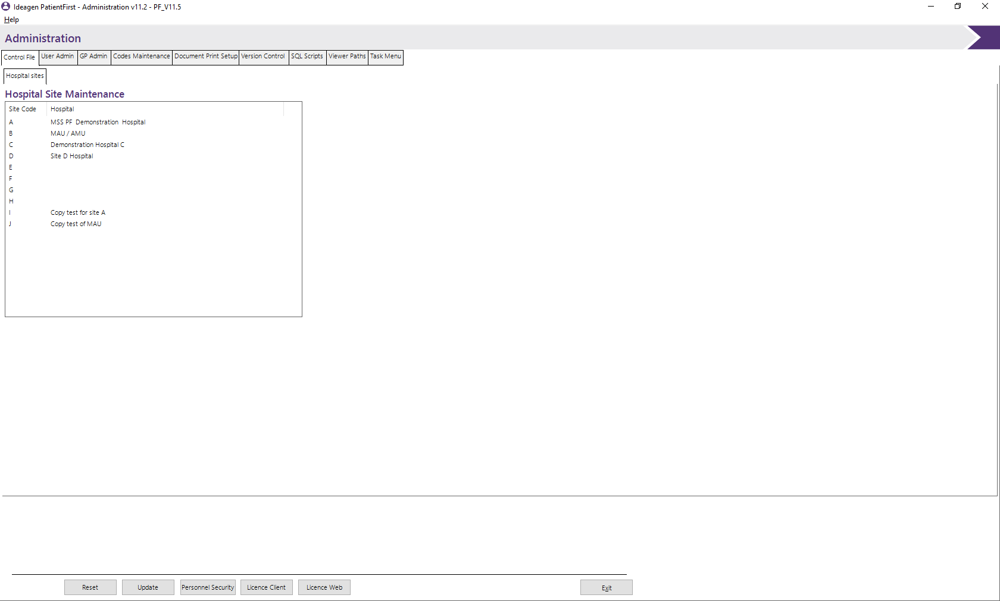 Ideagen PatientFirst - Administration v11.2 - PF_V11.5
Help
Administration
Control File User Admin GP Admin Codes Maintenance Document Print Setup Version Control SQL Scripts Viewer Paths Task Menu
Hospital sites
Hospital Site Maintenance
Site Code Hospital
A MSS PF Demonstration Hospital
B MAU / AMU
C Demonstration Hospital C
D Site D Hospital
E
F
G
H
I Copy test for site A
J Copy test of MAU
Reset Update Personnel Security Licence Client Licence Web Exit